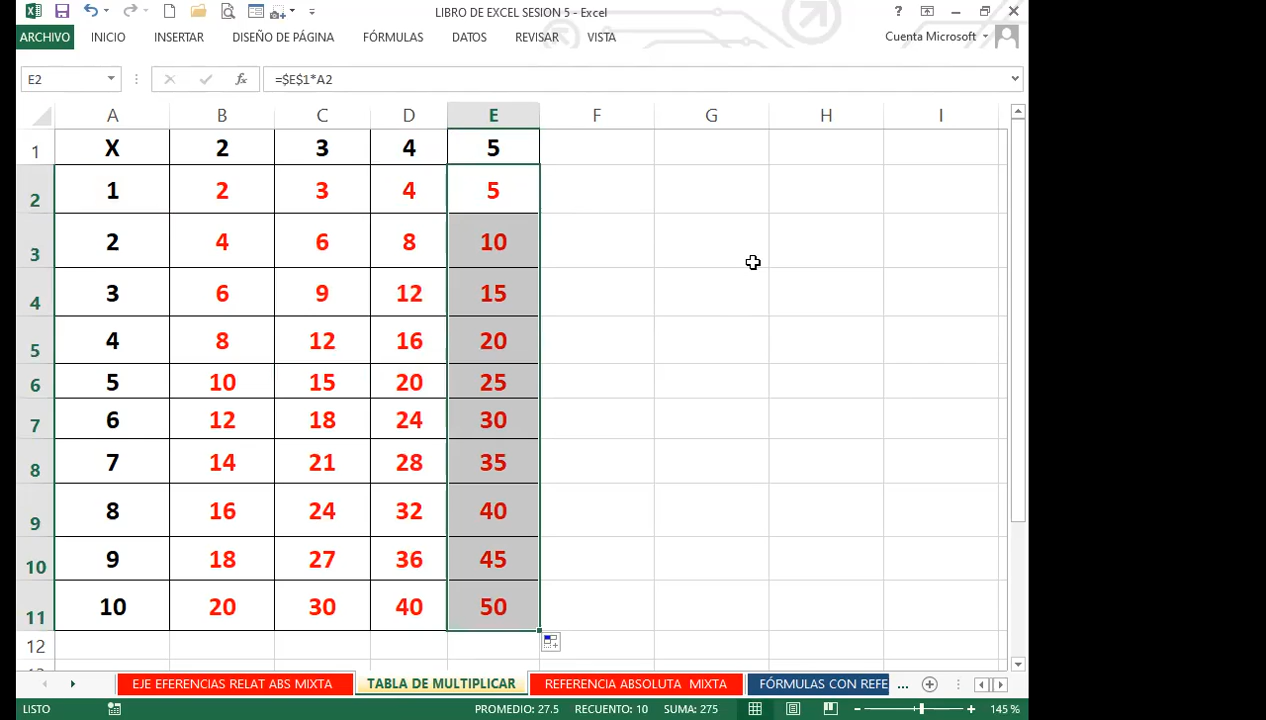 LIBRO DE EXCEL SESION 5 - Excel
?
ARCHIVO INICIO INSERTAR DISEÑO DE PÁGINA FÓRMULAS DATOS REVISAR VISTA Cuenta Microsoft
E2 fx =$E$1*A2
A B C D E F G H I
1 X 2 3 4 5
2 1 2 3 4 5
3 2 4 6 8 10
4 3 6 9 12 15
5 4 8 12 16 20
6 5 10 15 20 25
7 6 12 18 24 30
8 7 14 21 28 35
9 8 16 24 32 40
10 9 18 27 36 45
11 10 20 30 40 50
12
EJE EFERENCIAS RELAT ABS MIXTA TABLA DE MULTIPLICAR REFERENCIA ABSOLUTA MIXTA FÓRMULAS CON REFE ...
LISTO PROMEDIO: 27.5 RECUENTO: 10 SUMA: 275 145 %